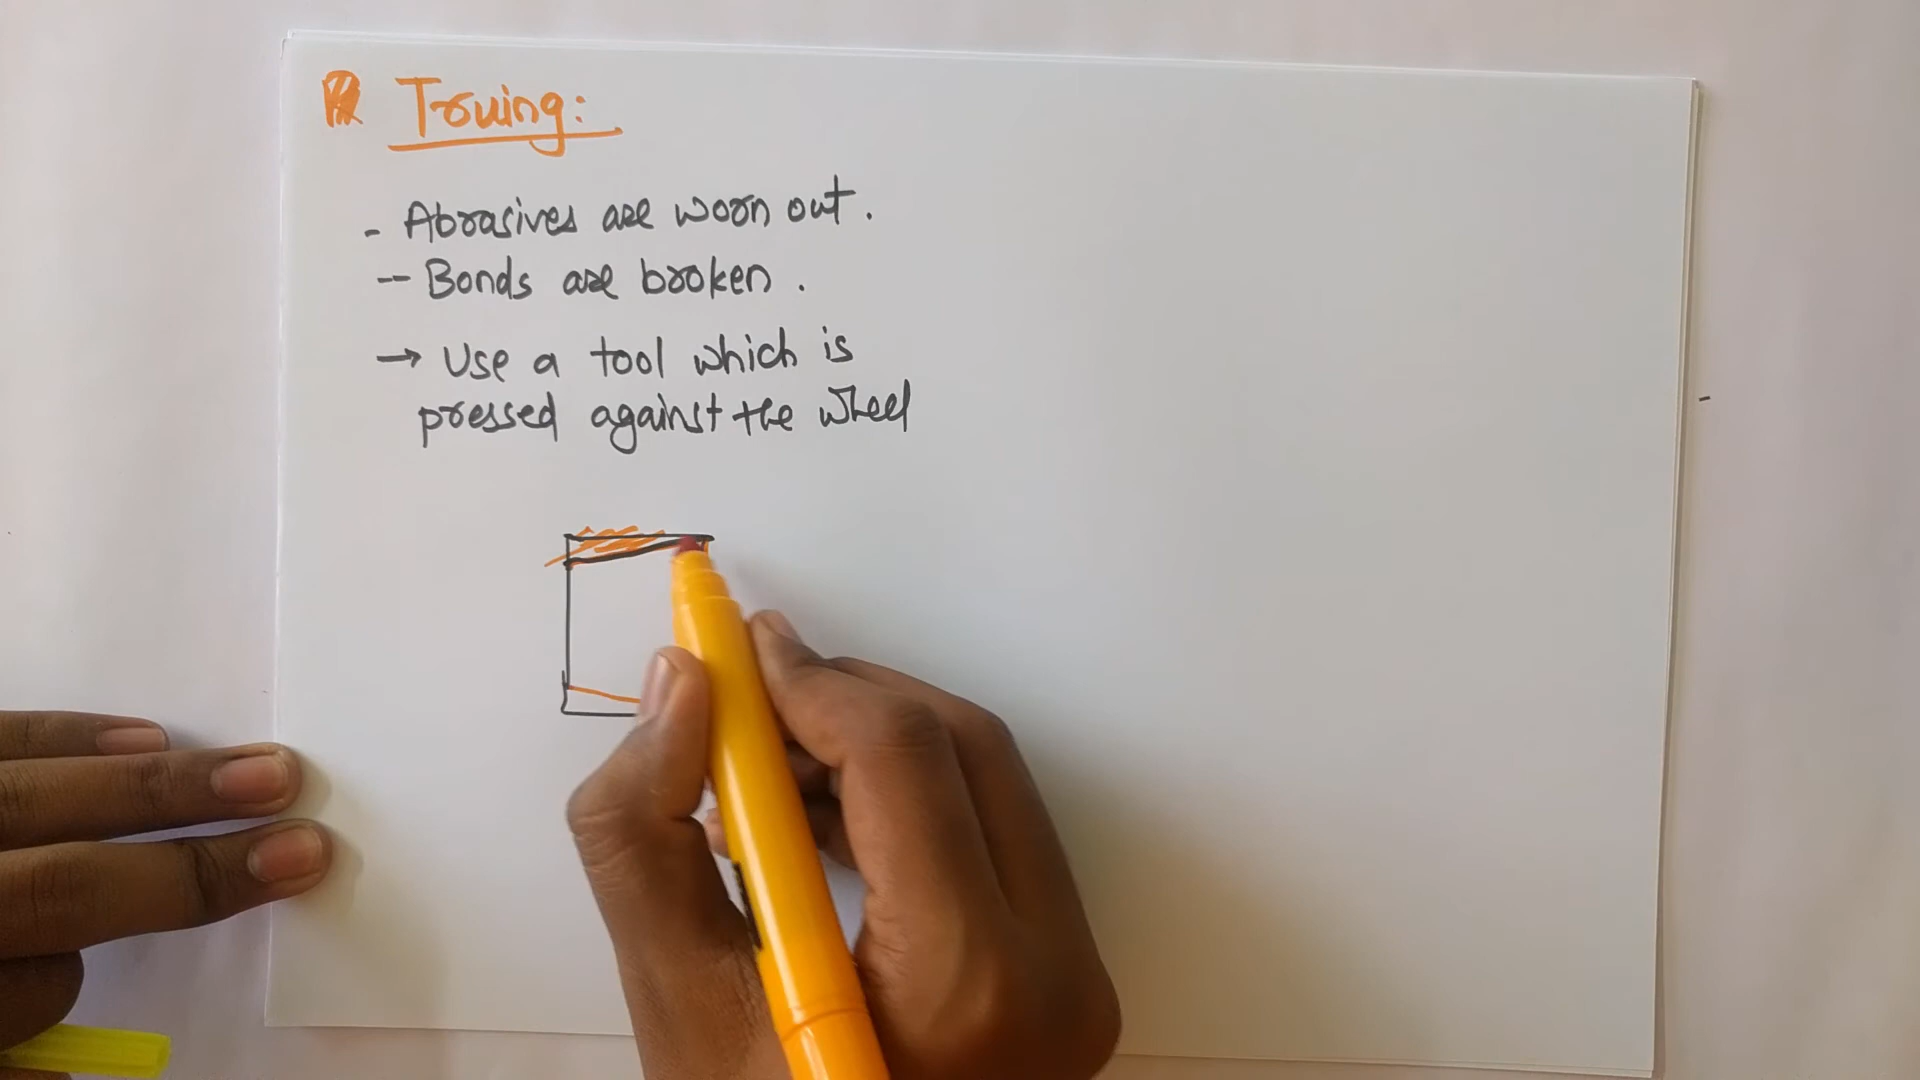 Truing:
- Abrasives are worn out.
- Bonds are broken.
→ Use a tool which is
pressed against the wheel